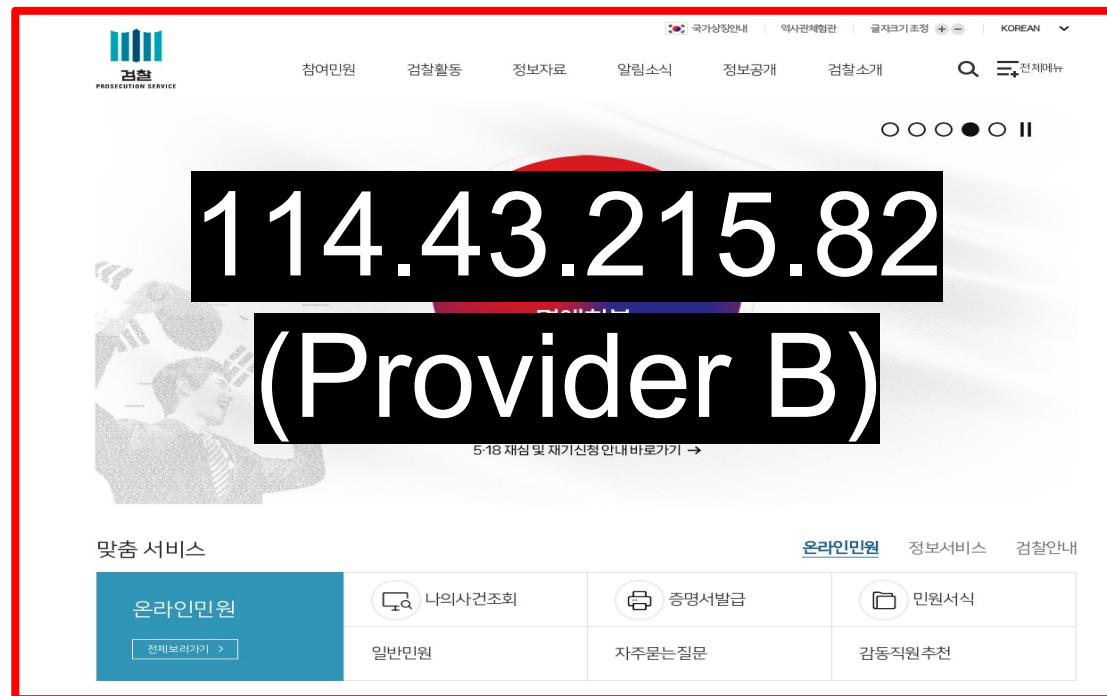 국가상징안내 역사관체험관 글자크기조정 + − KOREAN
검찰
PROSECUTION SERVICE
참여민원 검찰활동 정보자료 알림소식 정보공개 검찰소개 전체메뉴
114.43.215.82
(Provider B)
5·18 재심 및 재기신청 안내 바로가기 →
맞춤 서비스
온라인민원 정보서비스 검찰안내
온라인민원
전체보러가기 >
나의사건조회 증명서발급 민원서식
일반민원 자주묻는질문 감동직원추천